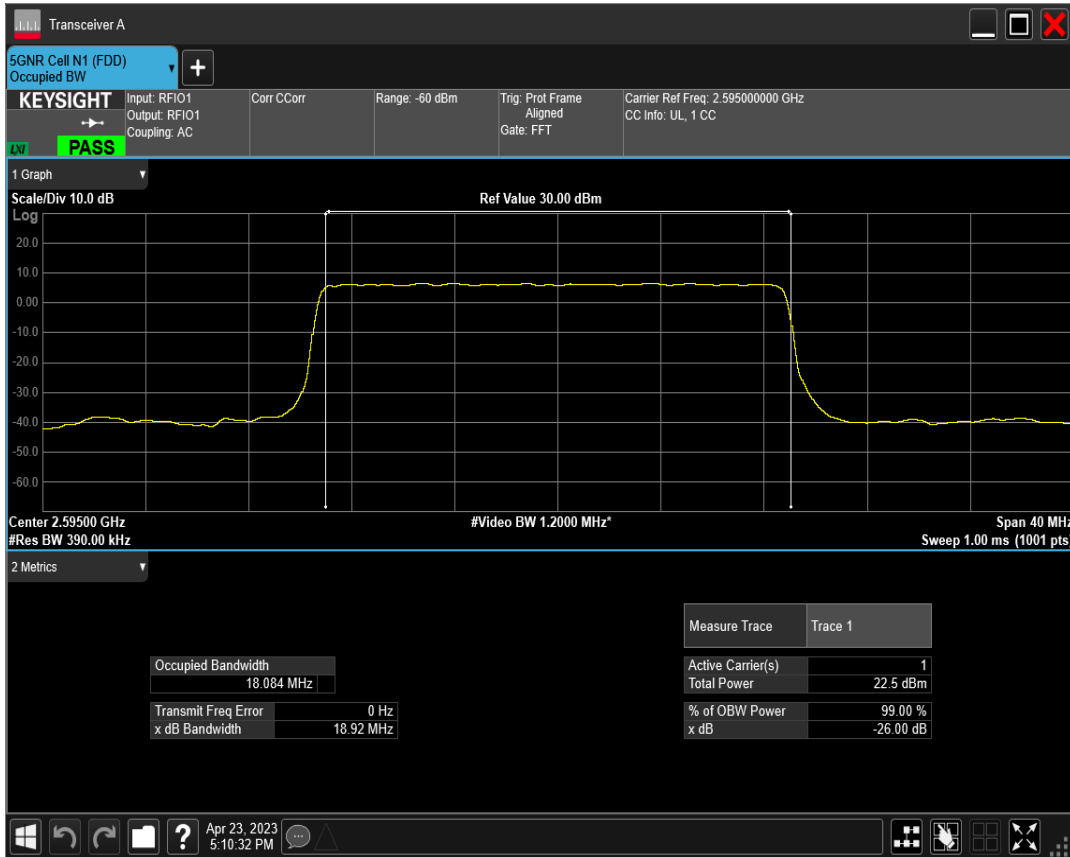 Transceiver A
5GNR Cell N1 (FDD)
Occupied BW
+
KEYSIGHT
LXI
PASS
Input: RFIO1
Output: RFIO1
Coupling: AC
Corr CCorr
Range: -60 dBm
Trig: Prot Frame
Aligned
Gate: FFT
Carrier Ref Freq: 2.595000000 GHz
CC Info: UL, 1 CC
1 Graph
Scale/Div 10.0 dB
Ref Value 30.00 dBm
Log
20.0
10.0
0.00
-10.0
-20.0
-30.0
-40.0
-50.0
-60.0
Center 2.59500 GHz
#Video BW 1.2000 MHz*
Span 40 MHz
#Res BW 390.00 kHz
Sweep 1.00 ms (1001 pts)
2 Metrics
Measure Trace
Trace 1
Occupied Bandwidth
18.084 MHz
Active Carrier(s)
1
Total Power
22.5 dBm
Transmit Freq Error
0 Hz
x dB Bandwidth
18.92 MHz
% of OBW Power
99.00 %
x dB
-26.00 dB
?
Apr 23, 2023
5:10:32 PM